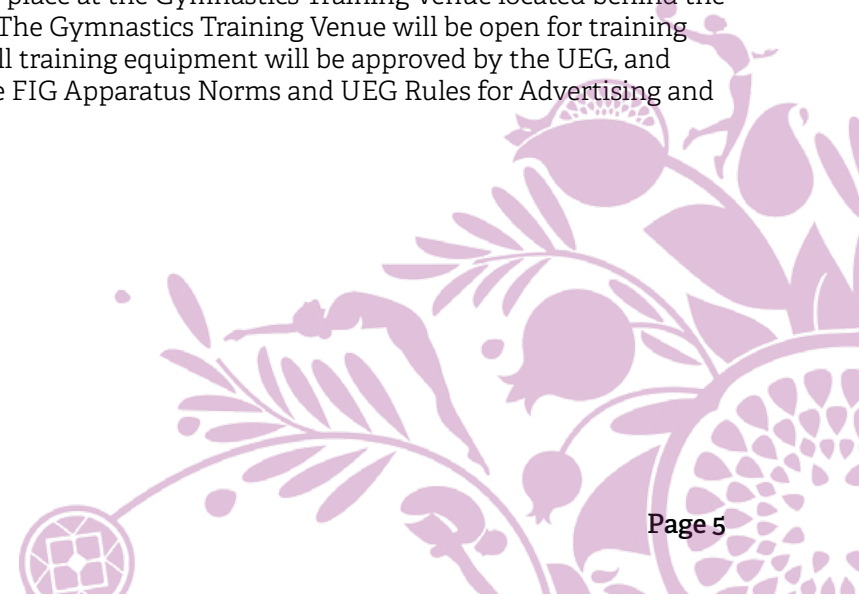 place at the Gymnastics Training Venue located behind the
The Gymnastics Training Venue will be open for training
ll training equipment will be approved by the UEG, and
e FIG Apparatus Norms and UEG Rules for Advertising and
Page 5